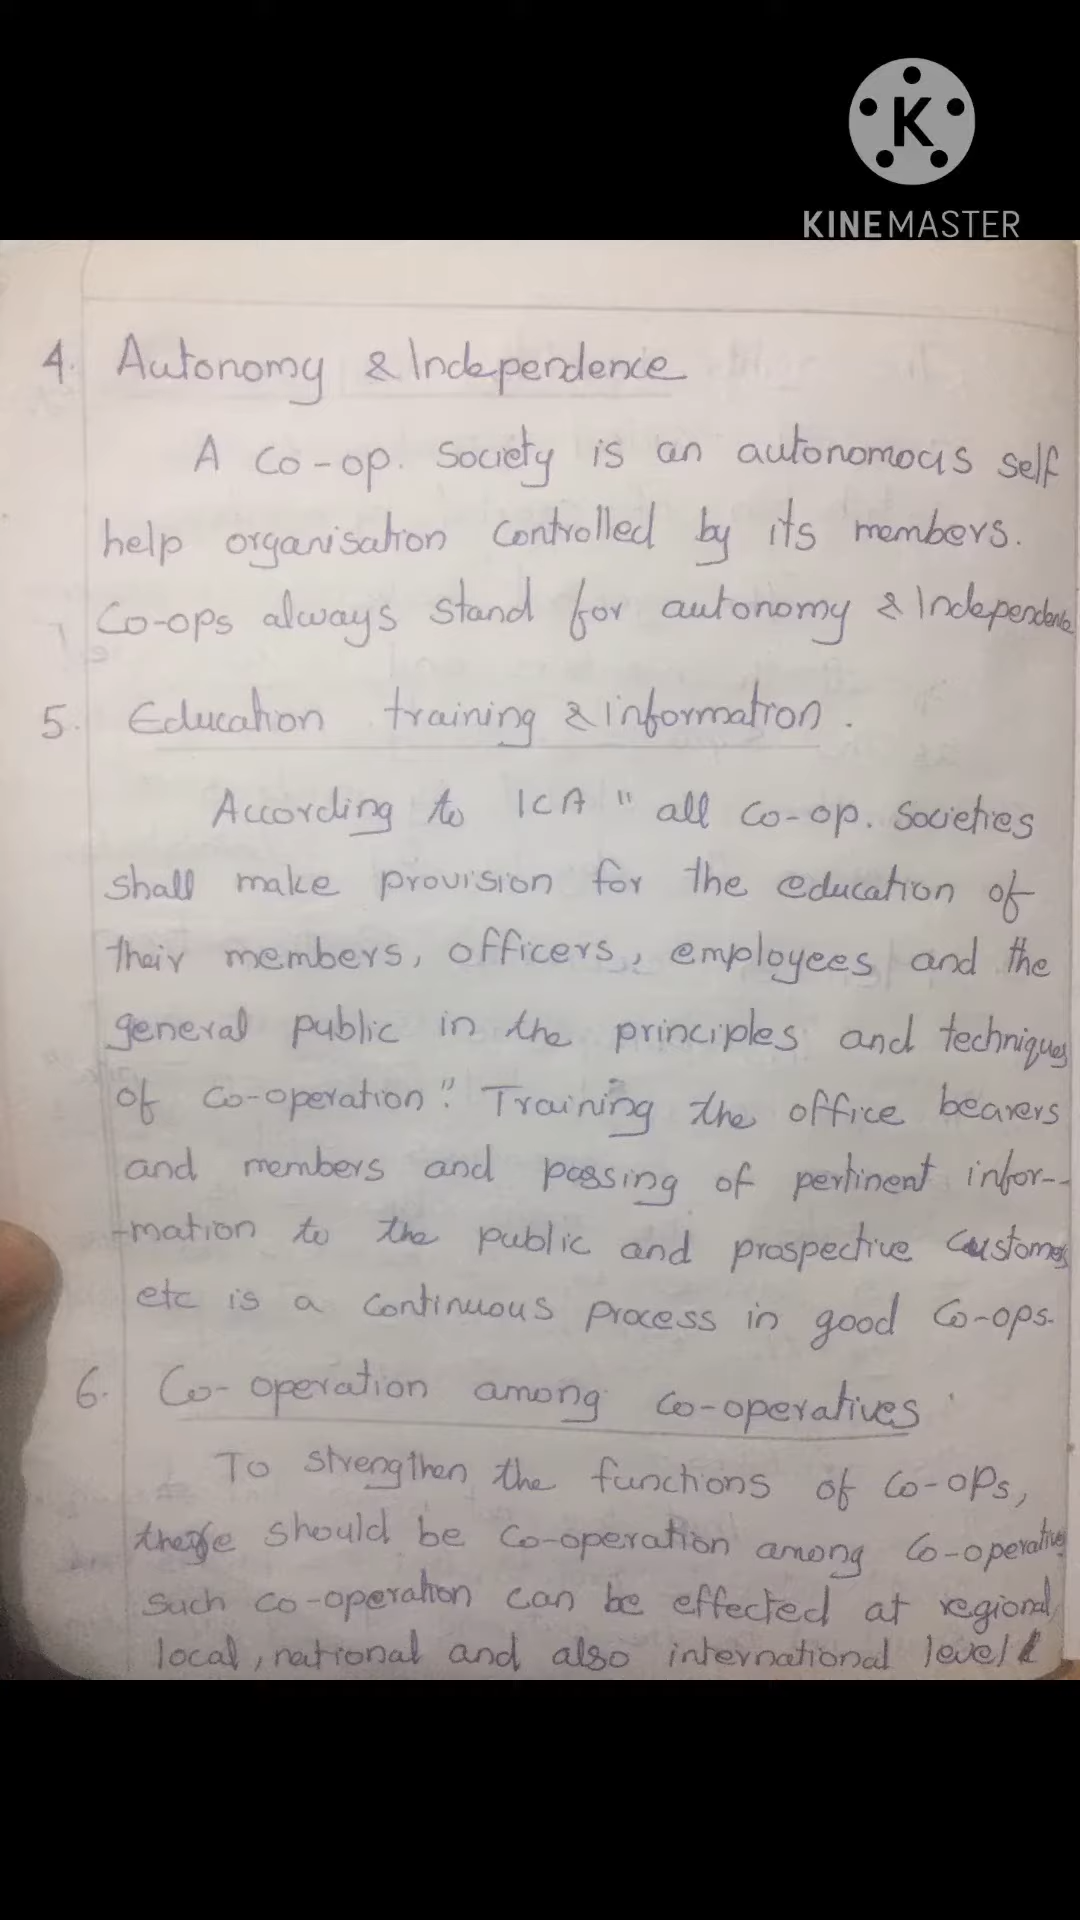 KINEMASTER
4. Autonomy & Independence
A Co-op. Society is an autonomous self
help organisation controlled by its members.
Co-ops always stand for autonomy & Independence
5. Education training & information.
According to ICA "all Co-op. Societies
shall make provision for the education of
their members, officers, employees and the
general public in the principles and techniques
of Co-operation". Training the office bearers
and members and passing of pertinent infor-
-mation to the public and prospective customers
etc is a continuous process in good Co-ops.
6. Co-operation among Co-operatives
To strengthen the functions of Co-ops,
there should be Co-operation among Co-operatives
such co-operation can be effected at regional,
local, national and also international level